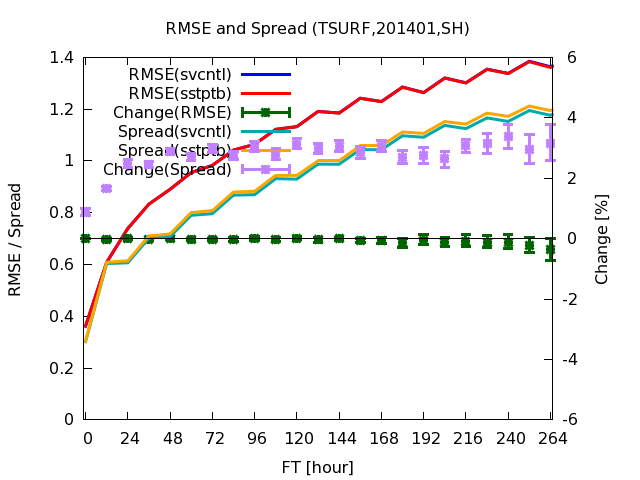 RMSE and Spread (TSURF,201401,SH)
1.4
1.2
1
0.8
0.6
0.4
0.2
0
RMSE / Spread
RMSE(svcntl)
RMSE(sstptb)
Change(RMSE)
Spread(svcntl)
Spread(sstptb)
Change(Spread)
6
4
2
0
-2
-4
-6
Change [%]
0 24 48 72 96 120 144 168 192 216 240 264
FT [hour]